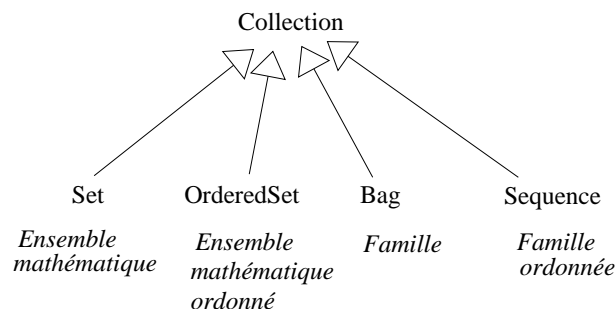 Collection
Set
OrderedSet
Bag
Sequence
Ensemble
mathématique
Ensemble
mathématique
ordonné
Famille
Famille
ordonnée